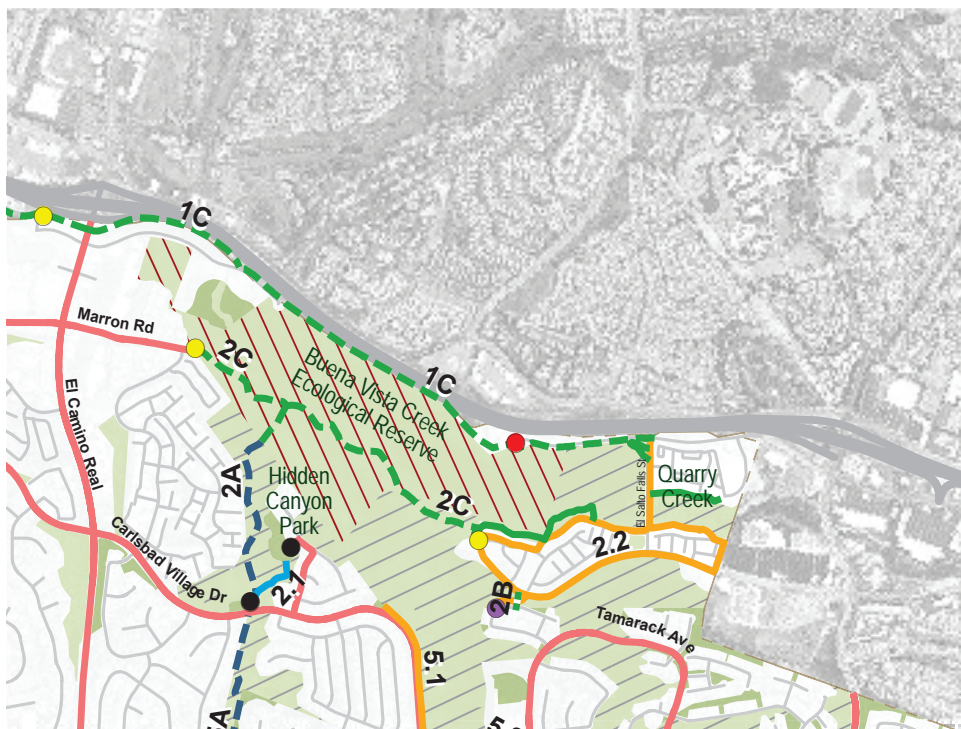 1C
Marron Rd
2C
Buena Vista Creek
Ecological Reserve
1C
El Camino Real
2A
Hidden
Canyon
Park
2C
El Salto Falls St
Quarry
Creek
2.2
Carlsbad Village Dr
2.1
2B
Tamarack Ave
5.1